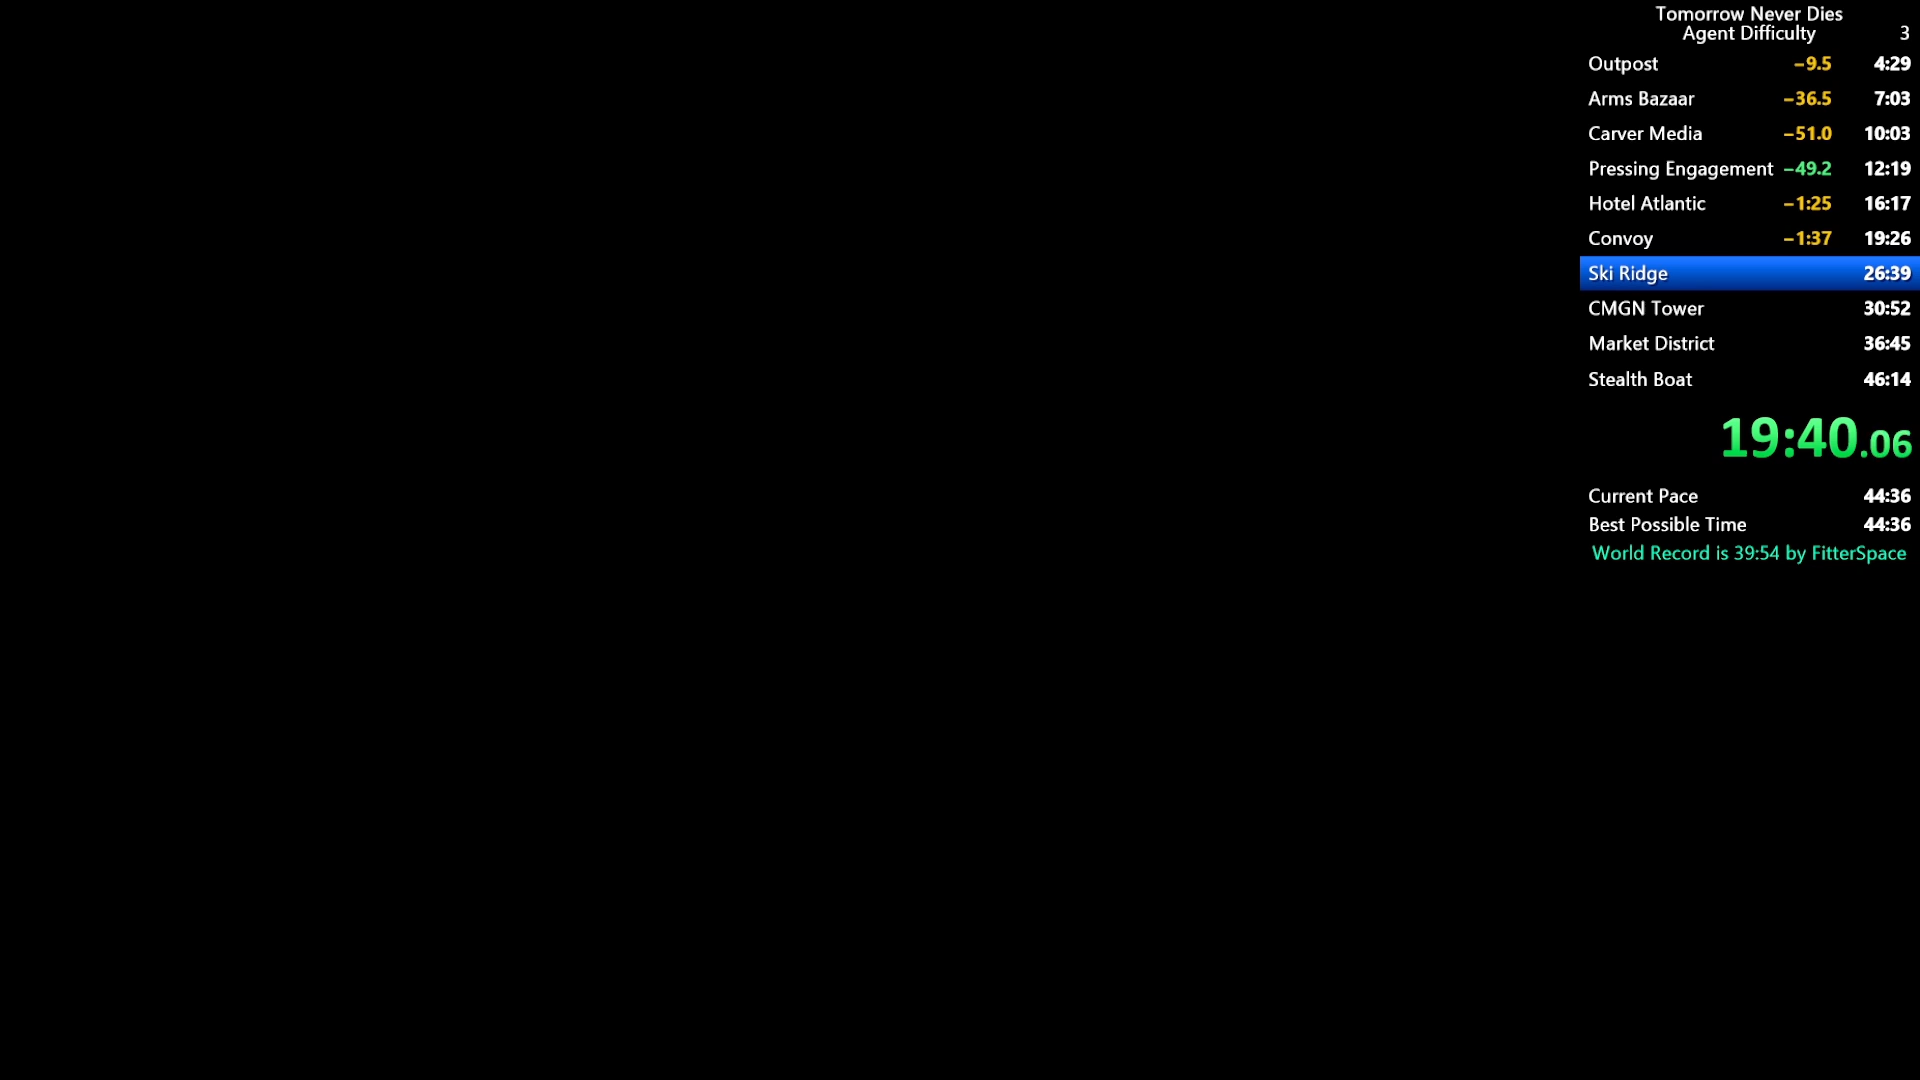 Tomorrow Never Dies
Agent Difficulty 3
Outpost −9.5 4:29
Arms Bazaar −36.5 7:03
Carver Media −51.0 10:03
Pressing Engagement −49.2 12:19
Hotel Atlantic −1:25 16:17
Convoy −1:37 19:26
Ski Ridge 26:39
CMGN Tower 30:52
Market District 36:45
Stealth Boat 46:14
19:40.06
Current Pace 44:36
Best Possible Time 44:36
World Record is 39:54 by FitterSpace